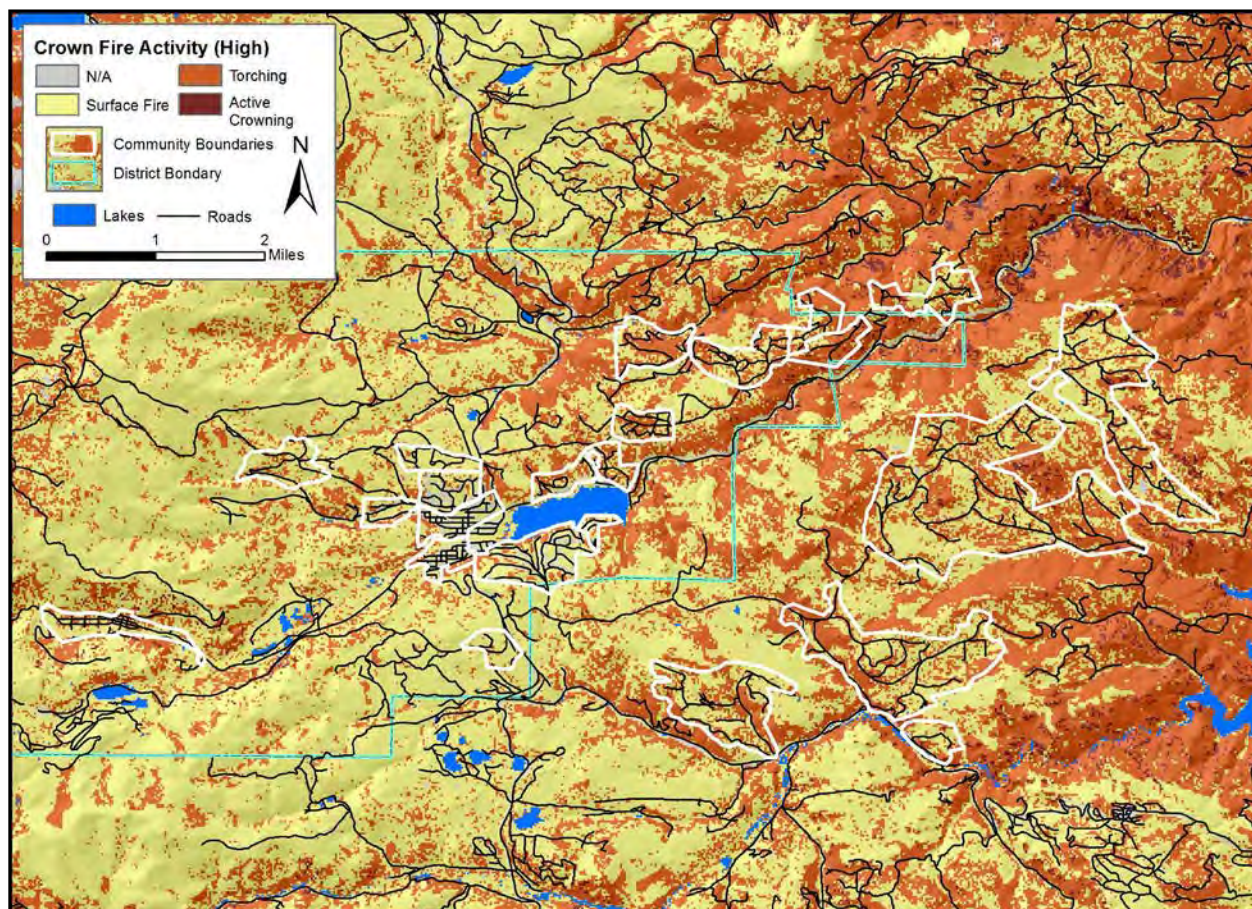 Crown Fire Activity (High)
N/A
Torching
Surface Fire
Active
Crowning
Community Boundaries
District Bondary
N
Lakes
Roads
0 1 2
Miles